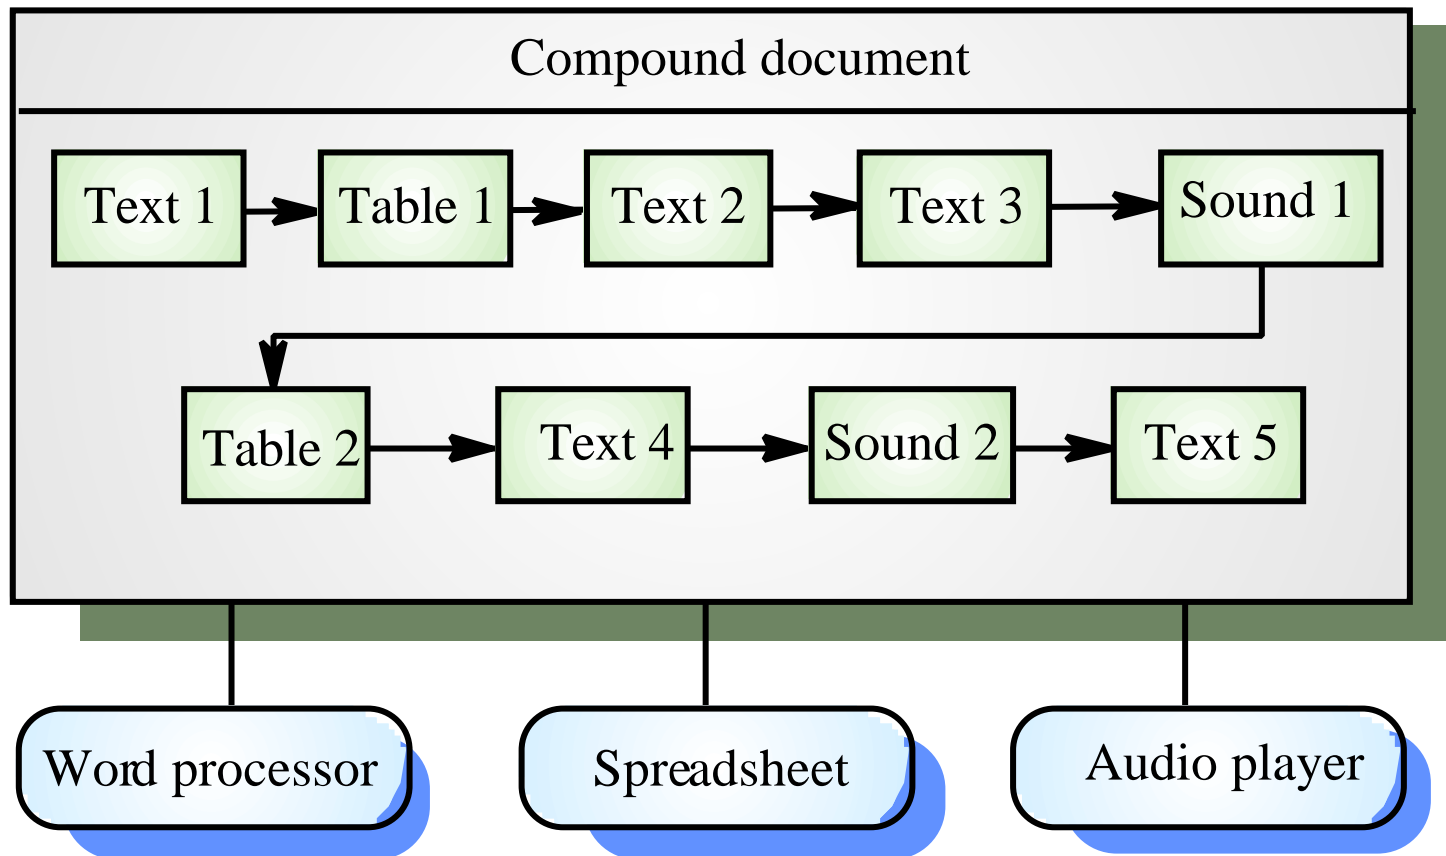 Compound document
Text 1 Table 1 Text 2 Text 3 Sound 1
Table 2 Text 4 Sound 2 Text 5
Word processor Spreadsheet Audio player